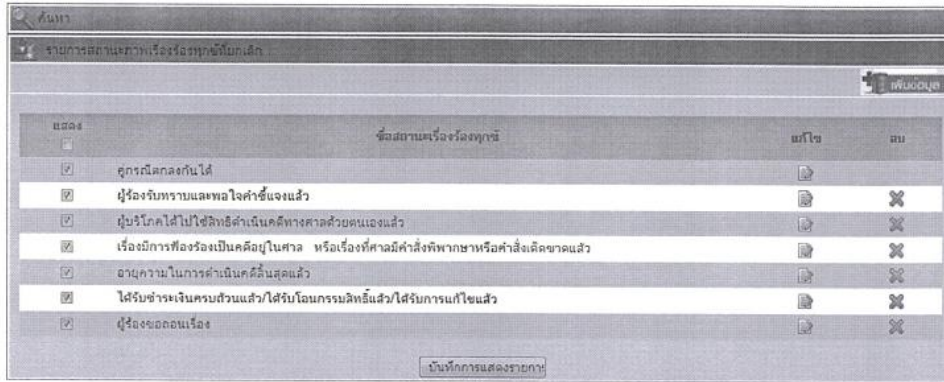 ค้นหา
รายการสถานะภาพเรื่องร้องทุกข์ที่ยกเลิก
เพิ่มข้อมูล
แสดง ชื่อสถานะเรื่องร้องทุกข์ แก้ไข ลบ
คู่กรณีตกลงกันได้
ผู้ร้องรับทราบและพอใจคำชี้แจงแล้ว
ผู้บริโภคได้ไปใช้สิทธิดำเนินคดีทางศาลด้วยตนเองแล้ว
เรื่องมีการฟ้องร้องเป็นคดีอยู่ในศาล หรือเรื่องที่ศาลมีคำสั่งพิพากษาหรือคำสั่งเด็ดขาดแล้ว
อายุความในการดำเนินคดีสิ้นสุดแล้ว
ได้รับชำระเงินครบถ้วนแล้ว/ได้รับโอนกรรมสิทธิ์แล้ว/ได้รับการแก้ไขแล้ว
ผู้ร้องขอถอนเรื่อง
บันทึกการแสดงรายการ